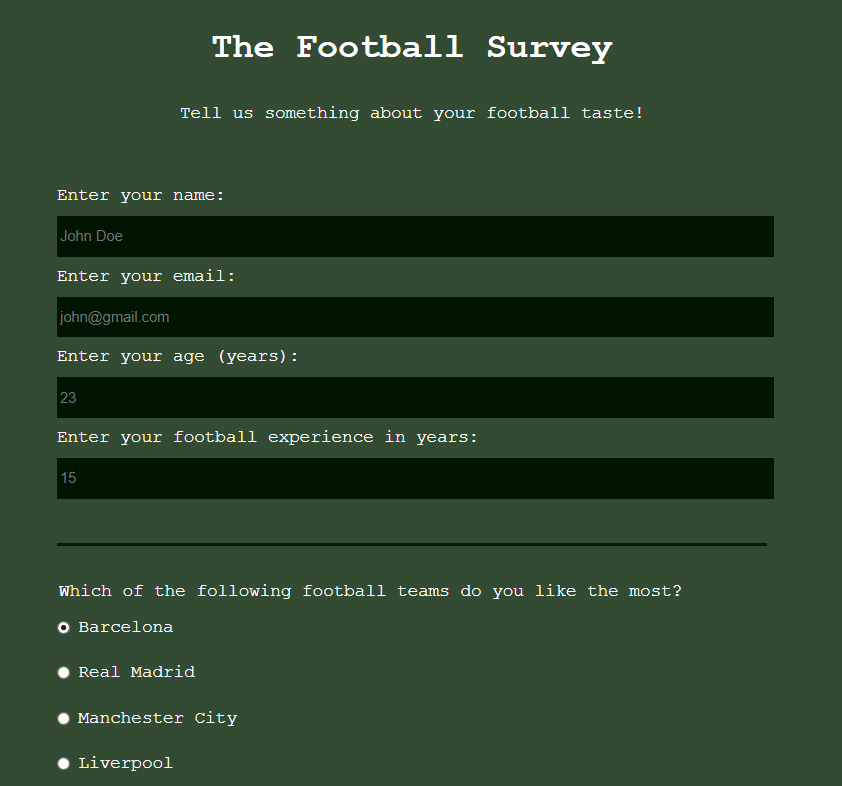 The Football Survey
Tell us something about your football taste!
Enter your name:
John Doe
Enter your email:
john@gmail.com
Enter your age (years):
23
Enter your football experience in years:
15
Which of the following football teams do you like the most?
Barcelona
Real Madrid
Manchester City
Liverpool